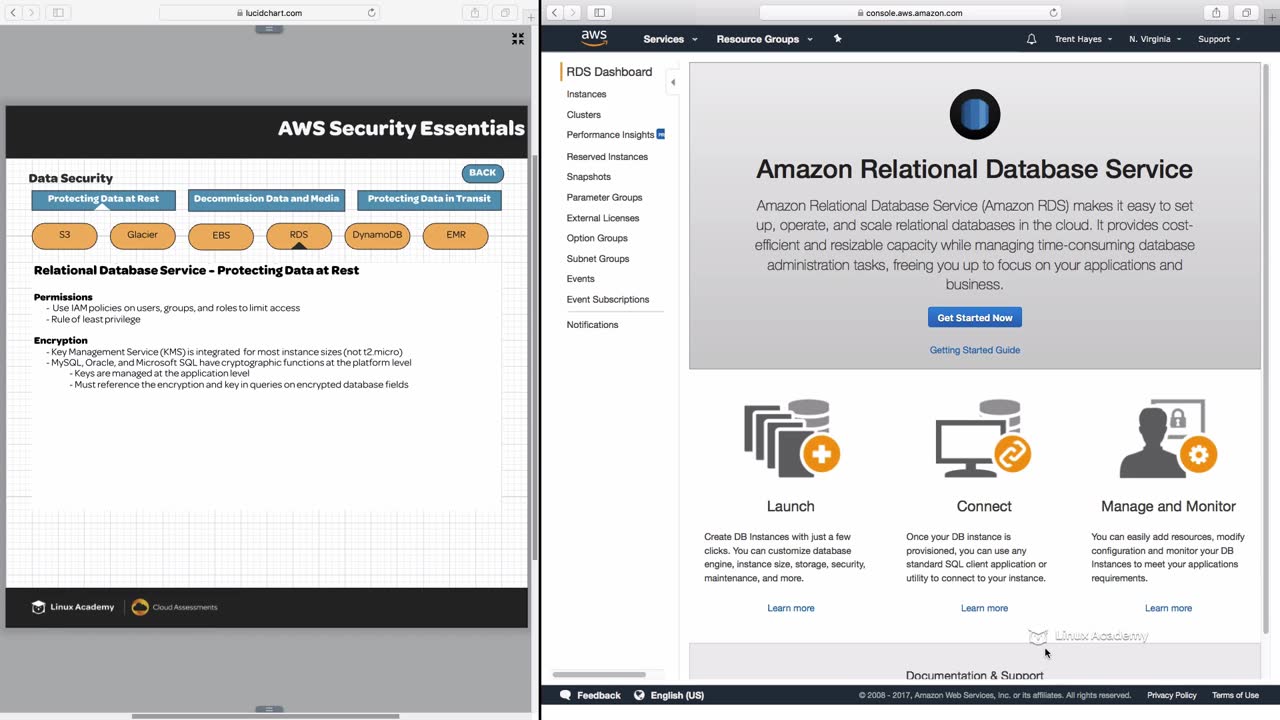 lucidchart.com
AWS Security Essentials
Data Security
BACK
Protecting Data at Rest
Decommission Data and Media
Protecting Data in Transit
S3
Glacier
EBS
RDS
DynamoDB
EMR
Relational Database Service - Protecting Data at Rest
Permissions
- Use IAM policies on users, groups, and roles to limit access
- Rule of least privilege
Encryption
- Key Management Service (KMS) is integrated for most instance sizes (not t2.micro)
- MySQL, Oracle, and Microsoft SQL have cryptographic functions at the platform level
- Keys are managed at the application level
- Must reference the encryption and key in queries on encrypted database fields
Linux Academy
Cloud Assessments
console.aws.amazon.com
aws
Services
Resource Groups
Trent Hayes
N. Virginia
Support
RDS Dashboard
Instances
Clusters
Performance Insights
Reserved Instances
Snapshots
Parameter Groups
External Licenses
Option Groups
Subnet Groups
Events
Event Subscriptions
Notifications
Amazon Relational Database Service
Amazon Relational Database Service (Amazon RDS) makes it easy to set
up, operate, and scale relational databases in the cloud. It provides cost-
efficient and resizable capacity while managing time-consuming database
administration tasks, freeing you up to focus on your applications and
business.
Get Started Now
Getting Started Guide
Launch
Create DB Instances with just a few
clicks. You can customize database
engine, instance size, storage, security,
maintenance, and more.
Learn more
Connect
Once your DB instance is
provisioned, you can use any
standard SQL client application or
utility to connect to your instance.
Learn more
Manage and Monitor
You can easily add resources, modify
configuration and monitor your DB
Instances to meet your applications
requirements.
Learn more
Linux Academy
Documentation & Support
Feedback
English (US)
© 2008 - 2017, Amazon Web Services, Inc. or its affiliates. All rights reserved.
Privacy Policy
Terms of Use